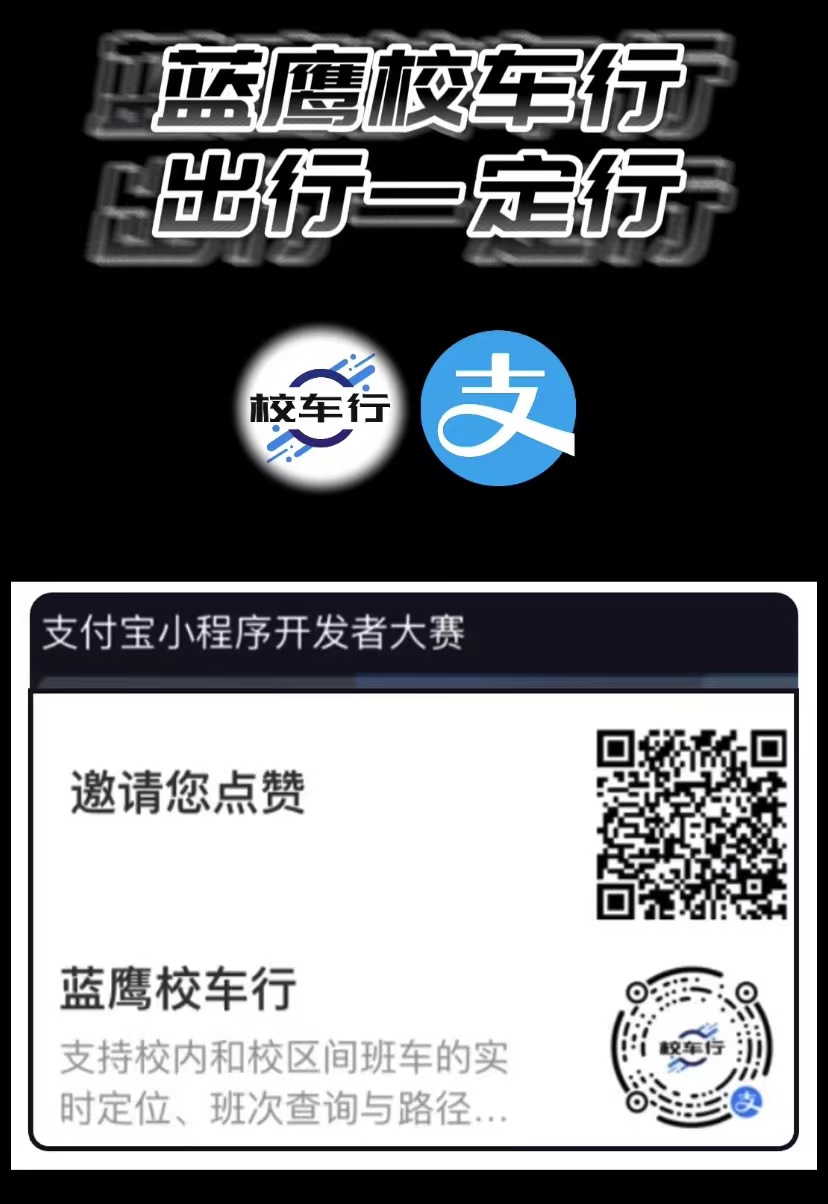 蓝鹰校车行
出行一定行
校车行
支
支付宝小程序开发者大赛
邀请您点赞
蓝鹰校车行
支持校内和校区间班车的实
时定位、班次查询与路径...
校车行
支